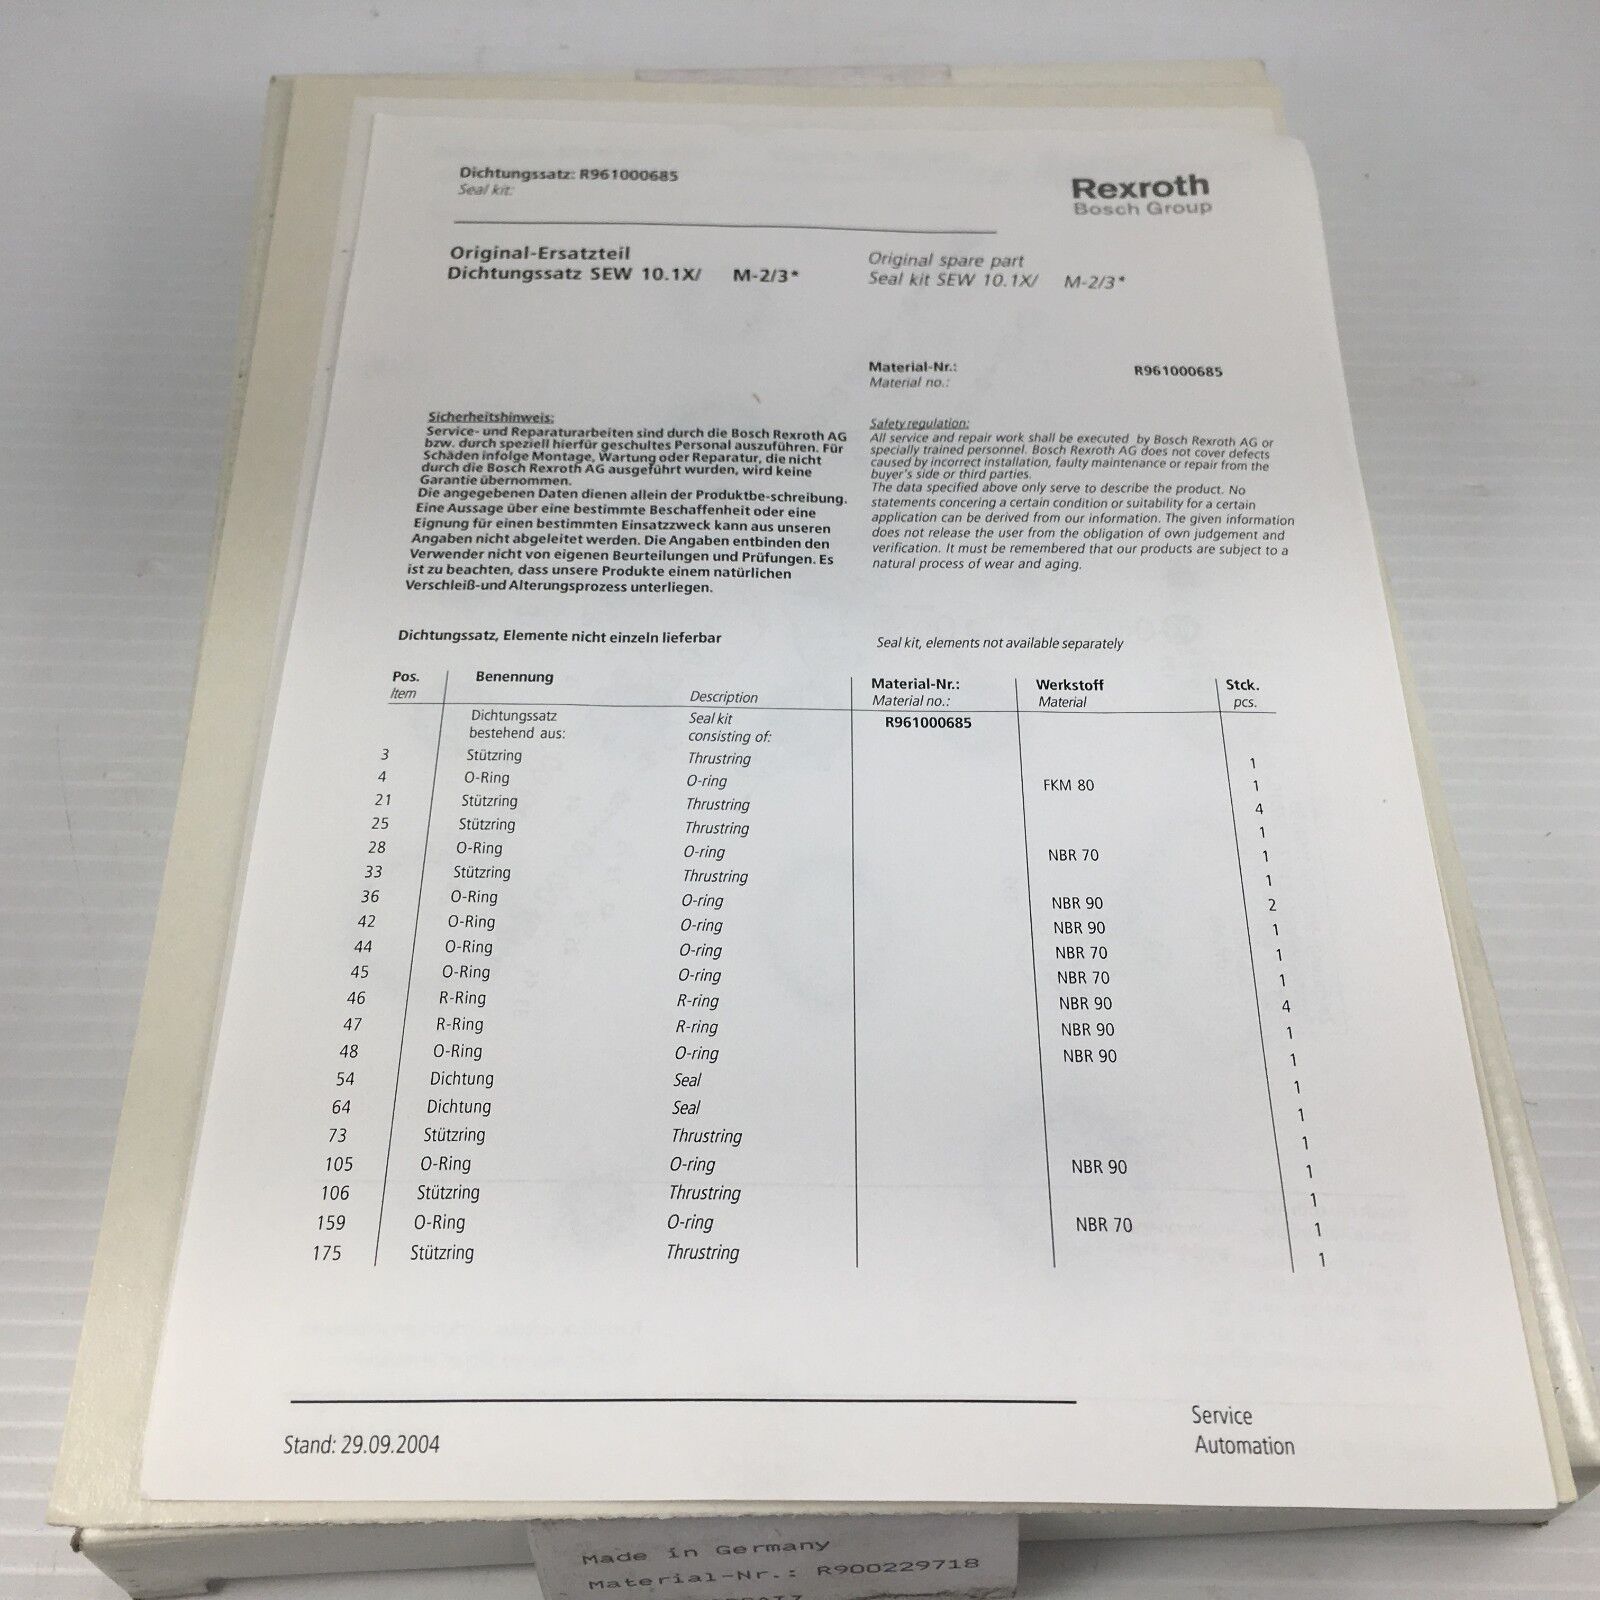 Dichtungssatz: R961000685
Seal kit:
Rexroth
Bosch Group
Original-Ersatzteil
Dichtungssatz SEW 10.1X/ M-2/3*
Original spare part
Seal kit SEW 10.1X/ M-2/3*
Material-Nr.: R961000685
Material no.:
Sicherheitshinweis:
Service- und Reparaturarbeiten sind durch die Bosch Rexroth AG
bzw. durch speziell hierfür geschultes Personal auszuführen. Für
Schäden infolge Montage, Wartung oder Reparatur, die nicht
durch die Bosch Rexroth AG ausgeführt wurden, wird keine
Garantie übernommen.
Die angegebenen Daten dienen allein der Produktbe-schreibung.
Eine Aussage über eine bestimmte Beschaffenheit oder eine
Eignung für einen bestimmten Einsatzzweck kann aus unseren
Angaben nicht abgeleitet werden. Die Angaben entbinden den
Verwender nicht von eigenen Beurteilungen und Prüfungen. Es
ist zu beachten, dass unsere Produkte einem natürlichen
Verschleiß-und Alterungsprozess unterliegen.
Safety regulation:
All service and repair work shall be executed by Bosch Rexroth AG or
specially trained personnel. Bosch Rexroth AG does not cover defects
caused by incorrect installation, faulty maintenance or repair from the
buyer's side or third parties.
The data specified above only serve to describe the product. No
statements concering a certain condition or suitability for a certain
application can be derived from our information. The given information
does not release the user from the obligation of own judgement and
verification. It must be remembered that our products are subject to a
natural process of wear and aging.
Dichtungssatz, Elemente nicht einzeln lieferbar
Seal kit, elements not available separately
Pos. Benennung Material-Nr.: Werkstoff Stck.
Item Description Material no.: Material pcs.
Dichtungssatz Seal kit R961000685
bestehend aus: consisting of:
3 Stützring Thrustring 1
4 O-Ring O-ring FKM 80 1
21 Stützring Thrustring 4
25 Stützring Thrustring 1
28 O-Ring O-ring NBR 70 1
33 Stützring Thrustring 1
36 O-Ring O-ring NBR 90 2
42 O-Ring O-ring NBR 90 1
44 O-Ring O-ring NBR 70 1
45 O-Ring O-ring NBR 70 1
46 R-Ring R-ring NBR 90 4
47 R-Ring R-ring NBR 90 1
48 O-Ring O-ring NBR 90 1
54 Dichtung Seal 1
64 Dichtung Seal 1
73 Stützring Thrustring 1
105 O-Ring O-ring NBR 90 1
106 Stützring Thrustring 1
159 O-Ring O-ring NBR 70 1
175 Stützring Thrustring 1
Stand: 29.09.2004
Service
Automation
Made in Germany
Material-Nr.: R900229718